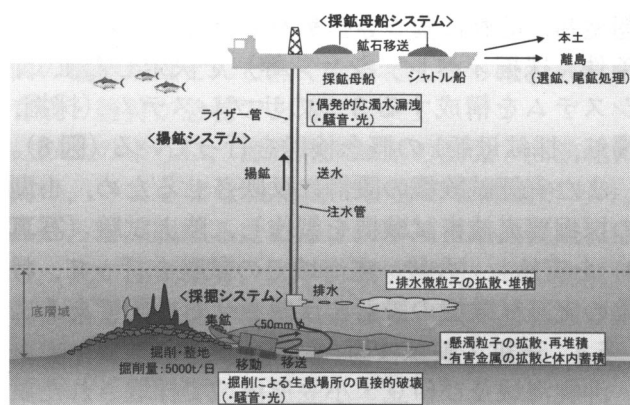 <採鉱母船システム>
鉱石移送
本土
離島
(選鉱、尾鉱処理)
採鉱母船
シャトル船
ライザー管
・偶発的な濁水漏洩
(・騒音・光)
<揚鉱システム>
揚鉱
送水
注水管
<採掘システム>
排水
・排水微粒子の拡散・堆積
底層域
集鉱
<50mmφ
掘削・整地
掘削量:5000t/日
移動
移送
・懸濁粒子の拡散・再堆積
・有害金属の拡散と体内蓄積
・掘削による生息場所の直接的破壊
(・騒音・光)